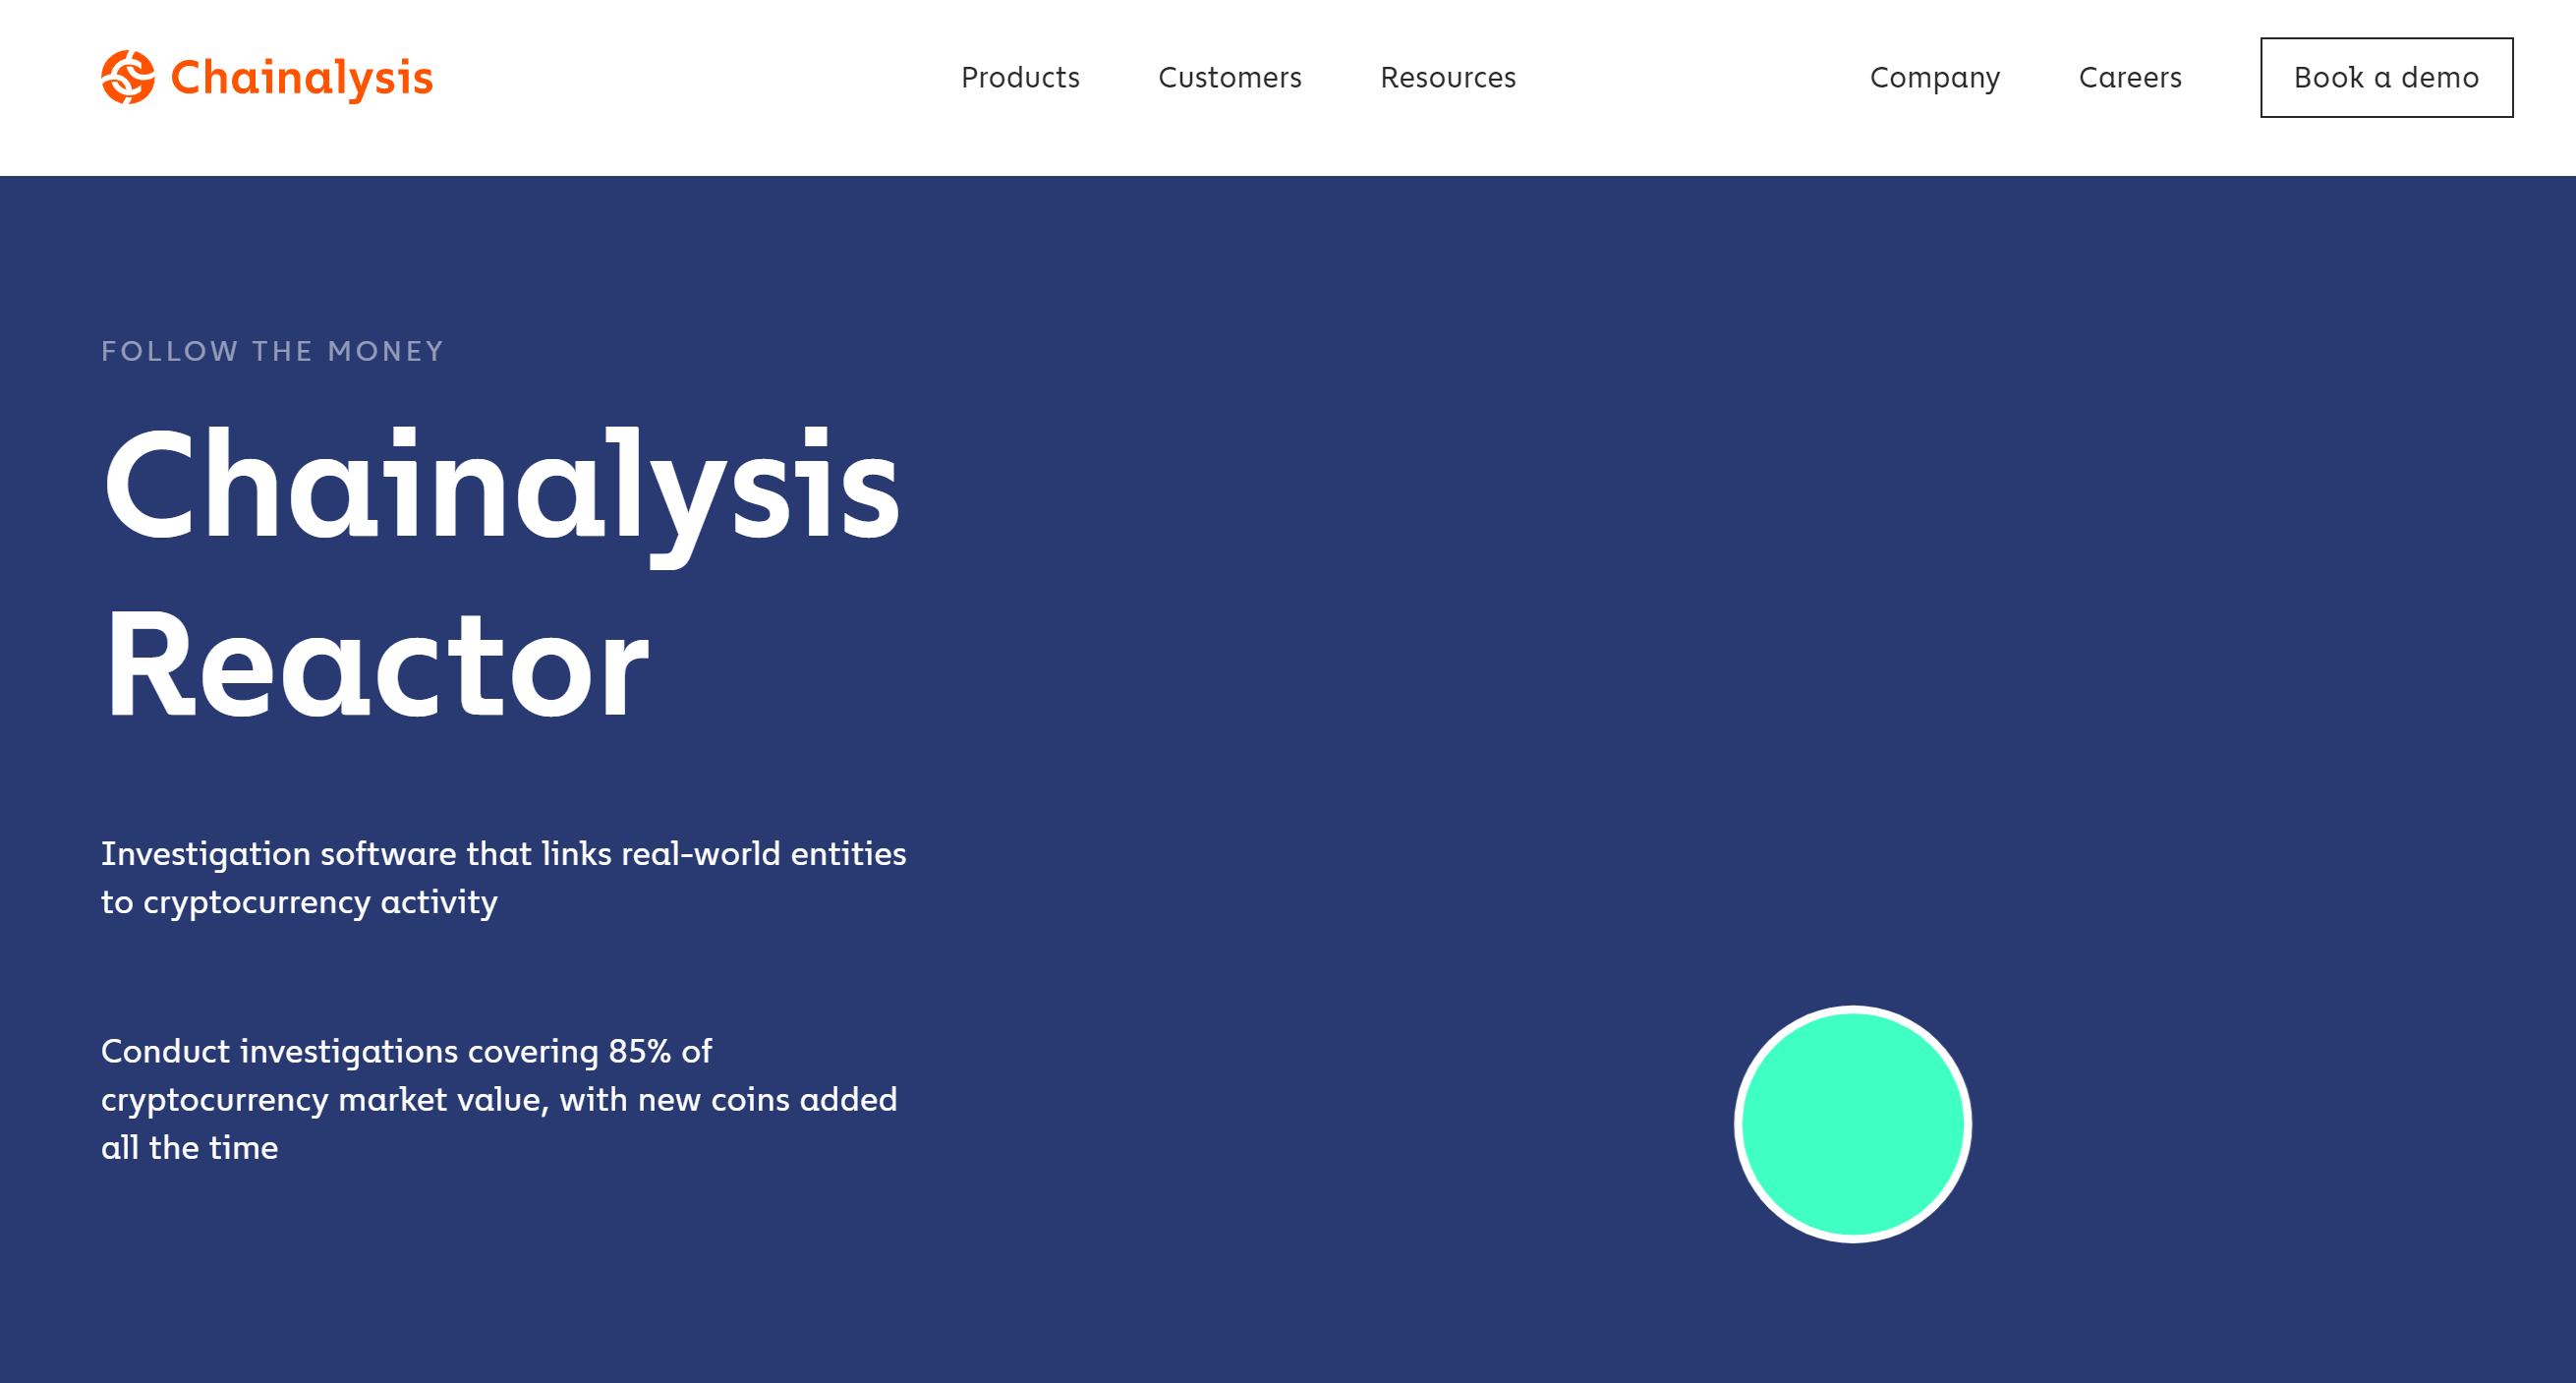 Chainalysis
Products
Customers
Resources
Company
Careers
Book a demo
FOLLOW THE MONEY
Chainalysis
Reactor
Investigation software that links real-world entities
to cryptocurrency activity
Conduct investigations covering 85% of
cryptocurrency market value, with new coins added
all the time